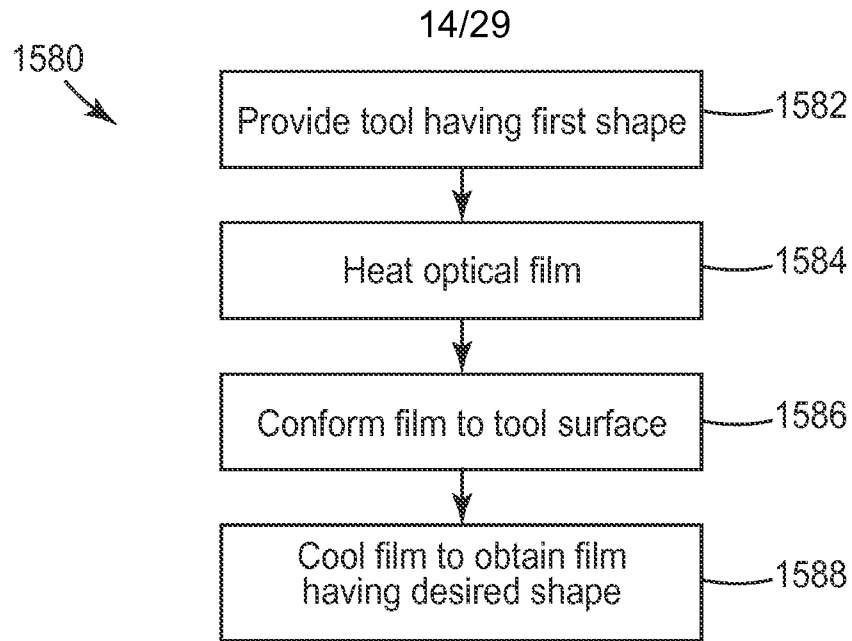 14/29
1580
Provide tool having first shape
1582
Heat optical film
1584
Conform film to tool surface
1586
Cool film to obtain film
having desired shape
1588